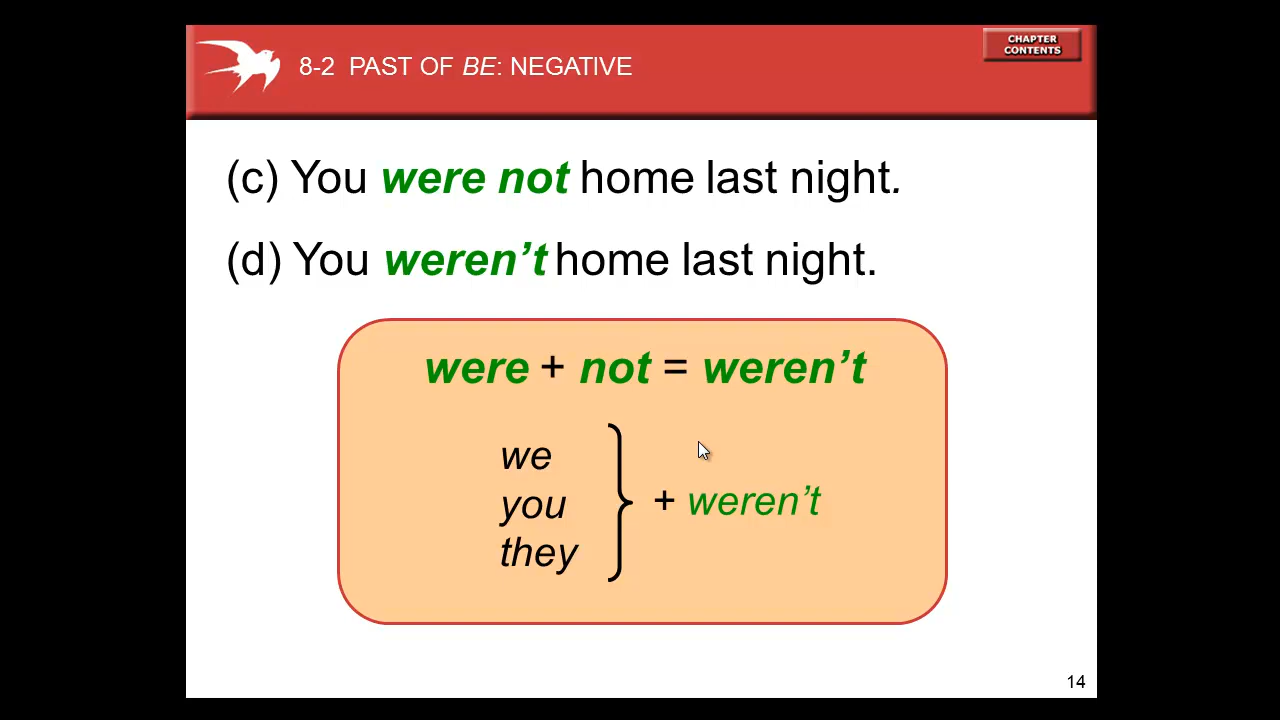 CHAPTER
CONTENTS
8-2 PAST OF BE: NEGATIVE
(c) You were not home last night.
(d) You weren’t home last night.
were + not = weren’t
we
you
they
+ weren’t
14